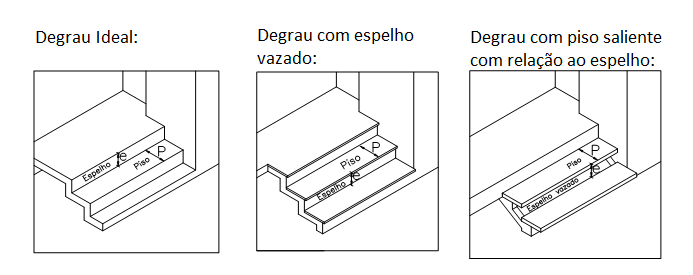 Degrau Ideal:
Degrau com espelho
vazado:
Degrau com piso saliente
com relação ao espelho:
Espelho e Piso P
Piso P
Espelho e
Piso P
e
Espelho vazado